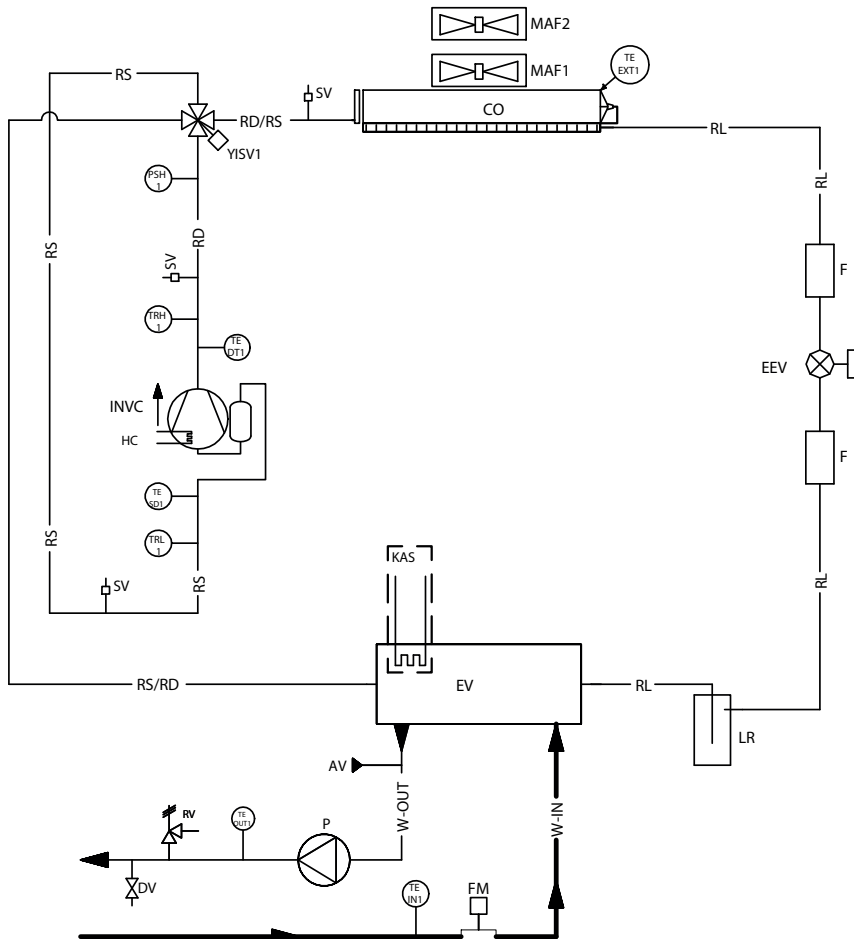 MAF2
TE
EXT1
RS
SV
MAF1
CO
RD/RS
YISV1
RL
RL
PSH
1
RD
RS
SV
F
TRH
1
TE
DT1
EEV
INVC
HC
F
TE
SD1
TRL
1
RS
RS
KAS
RL
SV
RS/RD
EV
RL
LR
AV
W-OUT
W-IN
RV
TE
OUT1
P
DV
TE
IN1
FM